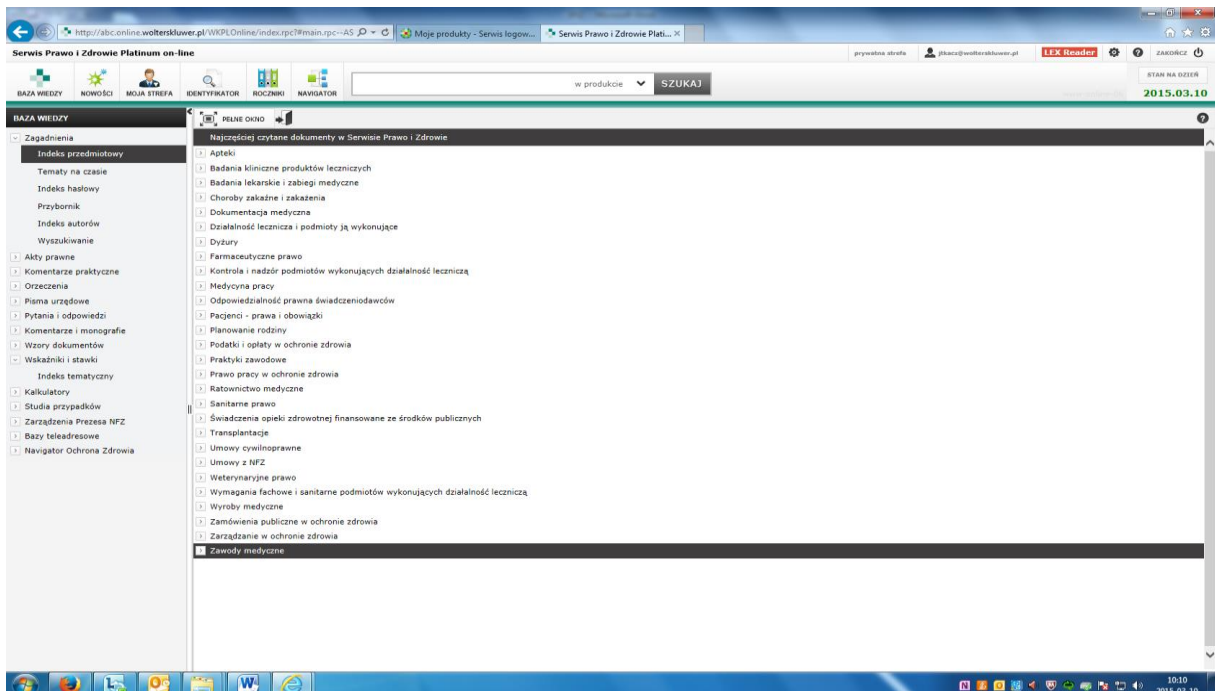 http://abc.online.wolterskluwer.pl/WKPLOnline/index.rpc?#main.rpc--AS
Moje produkty - Serwis logow...
Serwis Prawo i Zdrowie Plati...
Serwis Prawo i Zdrowie Platinum on-line
prywatna strefa
jtkacz@wolterskluwer.pl
LEX Reader
ZAKOŃCZ
BAZA WIEDZY
NOWOŚCI
MOJA STREFA
IDENTYFIKATOR
ROCZNIKI
NAVIGATOR
w produkcie
SZUKAJ
STAN NA DZIEŃ
2015.03.10
BAZA WIEDZY
Zagadnienia
Indeks przedmiotowy
Tematy na czasie
Indeks hasłowy
Przybornik
Indeks autorów
Wyszukiwanie
Akty prawne
Komentarze praktyczne
Orzeczenia
Pisma urzędowe
Pytania i odpowiedzi
Komentarze i monografie
Wzory dokumentów
Wskaźniki i stawki
Indeks tematyczny
Kalkulatory
Studia przypadków
Zarządzenia Prezesa NFZ
Bazy teleadresowe
Navigator Ochrona Zdrowia
PEŁNE OKNO
Najczęściej czytane dokumenty w Serwisie Prawo i Zdrowie
Apteki
Badania kliniczne produktów leczniczych
Badania lekarskie i zabiegi medyczne
Choroby zakaźne i zakażenia
Dokumentacja medyczna
Działalność lecznicza i podmioty ją wykonujące
Dyżury
Farmaceutyczne prawo
Kontrola i nadzór podmiotów wykonujących działalność leczniczą
Medycyna pracy
Odpowiedzialność prawna świadczeniodawców
Pacjenci - prawa i obowiązki
Planowanie rodziny
Podatki i opłaty w ochronie zdrowia
Praktyki zawodowe
Prawo pracy w ochronie zdrowia
Ratownictwo medyczne
Sanitarne prawo
Świadczenia opieki zdrowotnej finansowane ze środków publicznych
Transplantacje
Umowy cywilnoprawne
Umowy z NFZ
Weterynaryjne prawo
Wymagania fachowe i sanitarne podmiotów wykonujących działalność leczniczą
Wyroby medyczne
Zamówienia publiczne w ochronie zdrowia
Zarządzanie w ochronie zdrowia
Zawody medyczne
10:10
2015-03-10